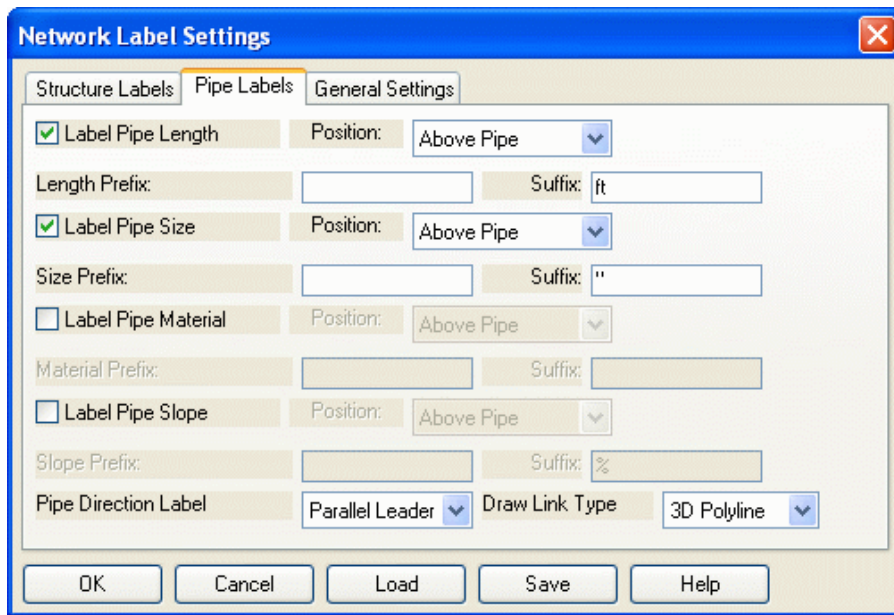 Network Label Settings
Structure Labels Pipe Labels General Settings
Label Pipe Length Position: Above Pipe
Length Prefix: Suffix: ft
Label Pipe Size Position: Above Pipe
Size Prefix: Suffix: "
Label Pipe Material Position: Above Pipe
Material Prefix: Suffix:
Label Pipe Slope Position: Above Pipe
Slope Prefix: Suffix: %
Pipe Direction Label Parallel Leader Draw Link Type 3D Polyline
OK Cancel Load Save Help